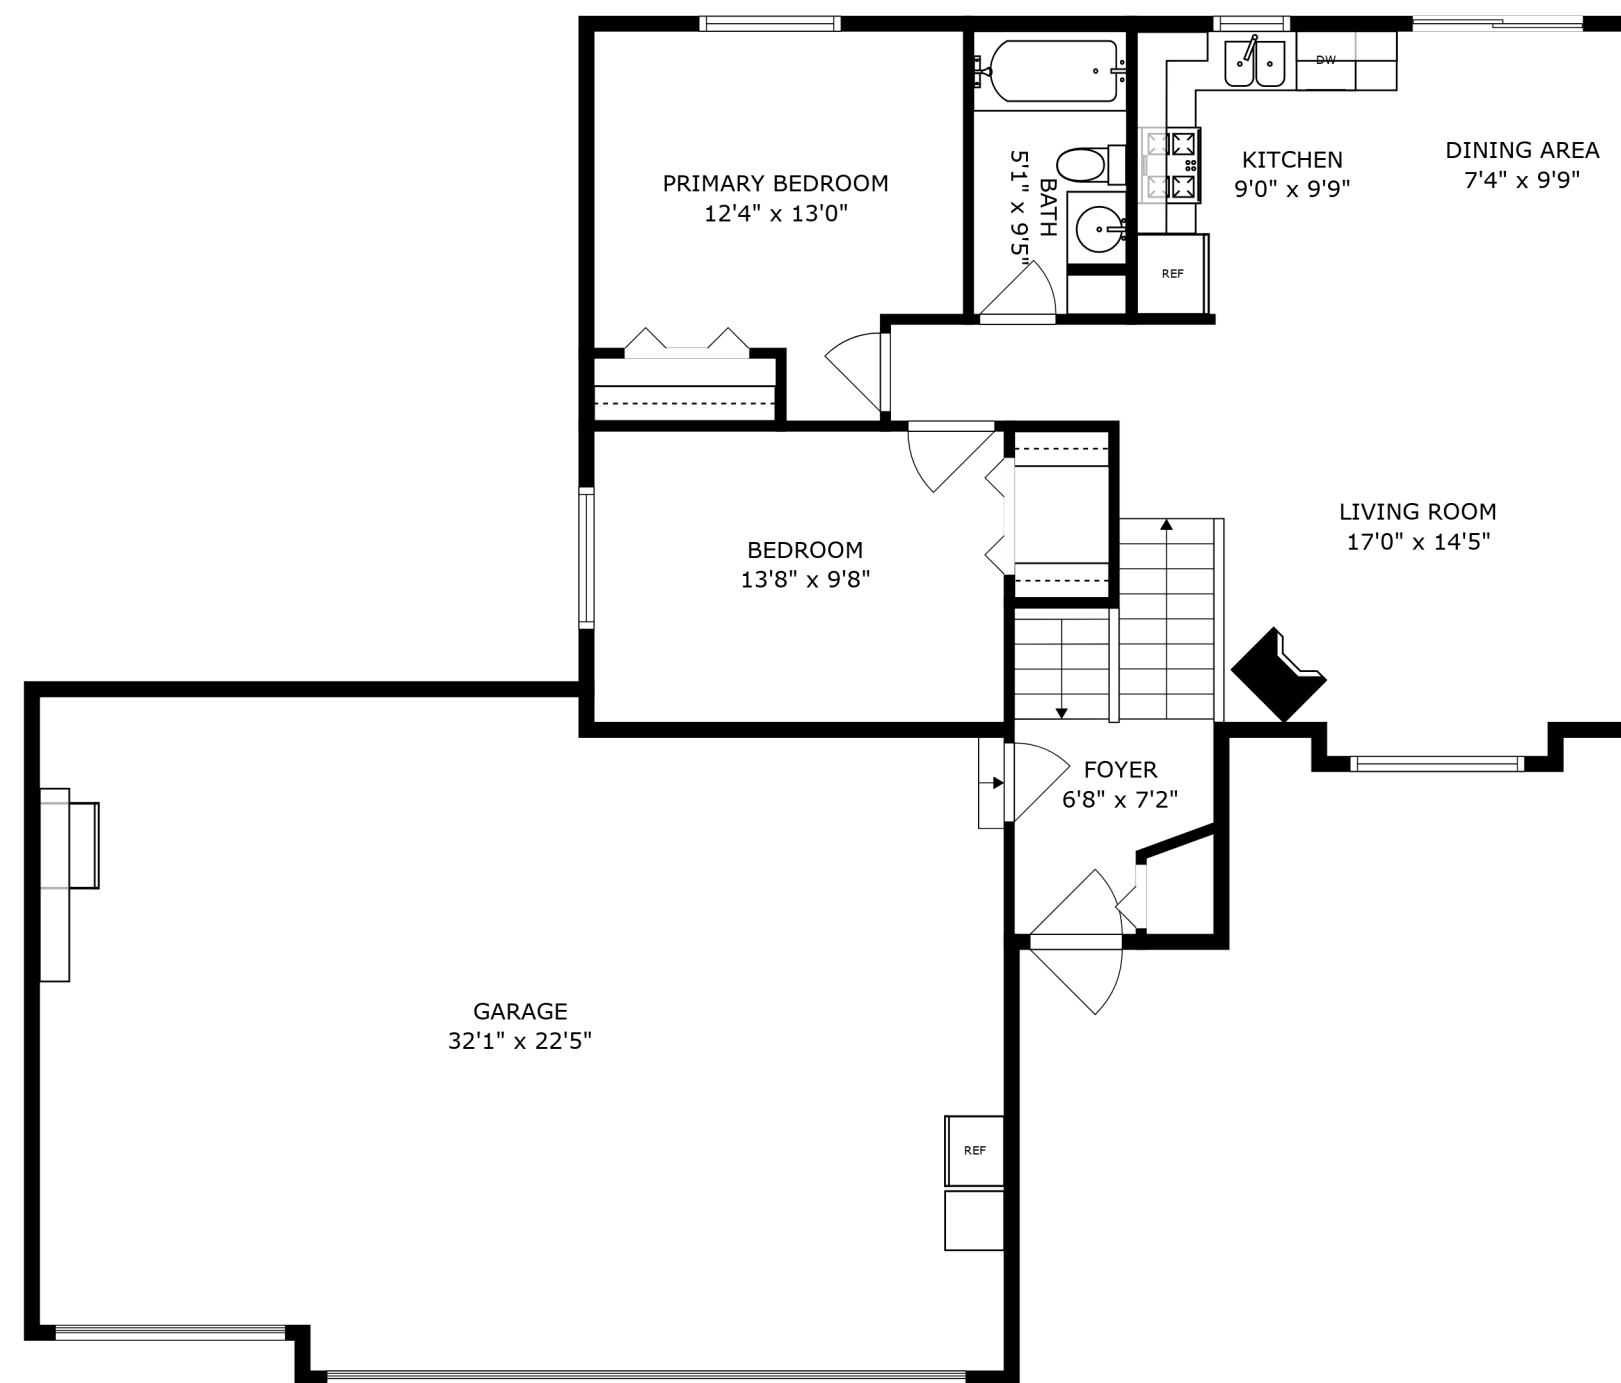 DW
PRIMARY BEDROOM
12'4" x 13'0"
BATH
5'1" x 9'5"
KITCHEN
9'0" x 9'9"
DINING AREA
7'4" x 9'9"
REF
BEDROOM
13'8" x 9'8"
LIVING ROOM
17'0" x 14'5"
FOYER
6'8" x 7'2"
GARAGE
32'1" x 22'5"
REF